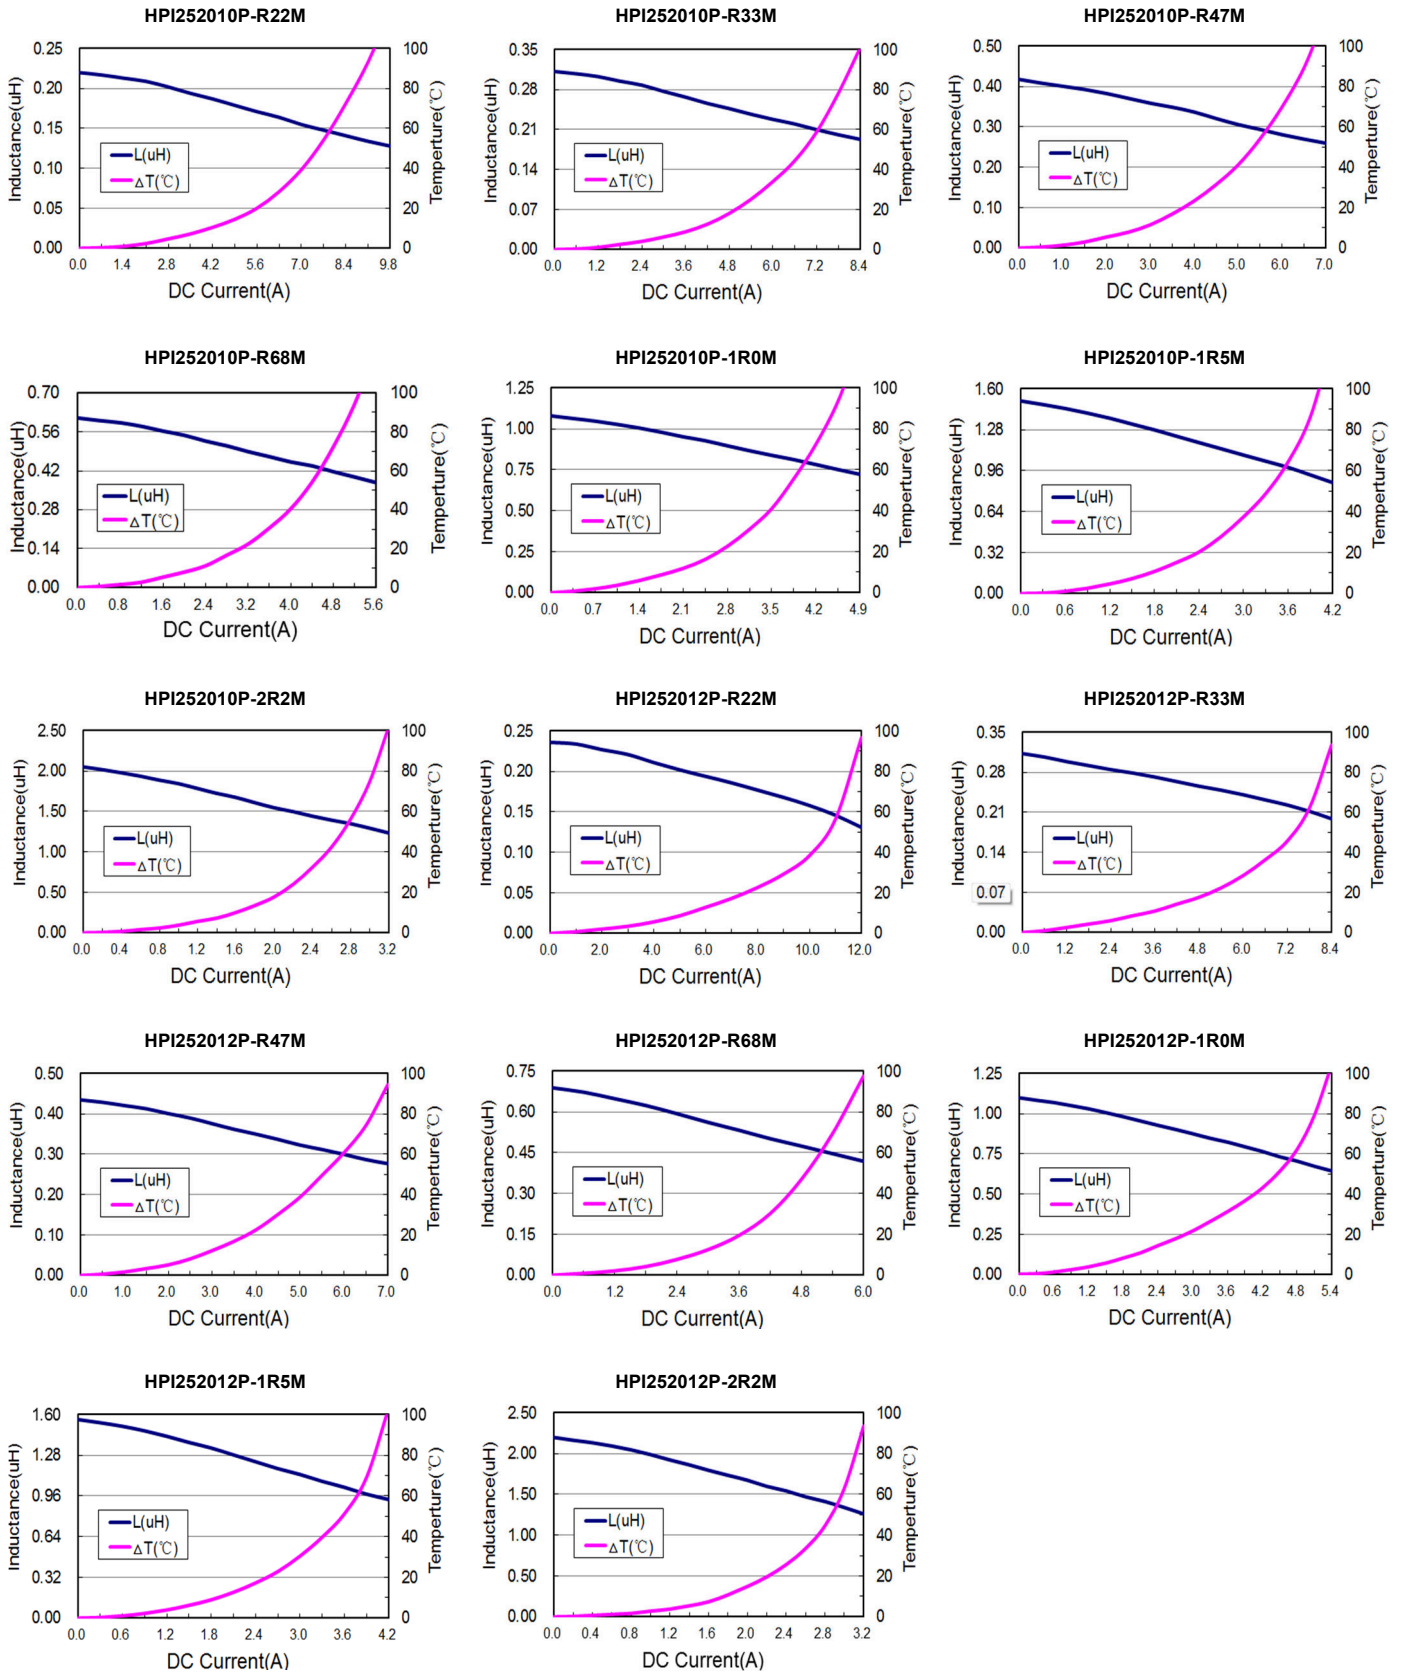 HPI252010P-R22M
0.25
0.20
0.15
0.10
0.05
0.00
Inductance(uH)
L(uH)
ΔT(℃)
100
80
60
40
20
0
Temperture(℃)
0.0 1.4 2.8 4.2 5.6 7.0 8.4 9.8
DC Current(A)
HPI252010P-R33M
0.35
0.28
0.21
0.14
0.07
0.00
Inductance(uH)
L(uH)
ΔT(℃)
100
80
60
40
20
0
Temperture(℃)
0.0 1.2 2.4 3.6 4.8 6.0 7.2 8.4
DC Current(A)
HPI252010P-R47M
0.50
0.40
0.30
0.20
0.10
0.00
Inductance(uH)
L(uH)
ΔT(℃)
100
80
60
40
20
0
Temperture(℃)
0.0 1.0 2.0 3.0 4.0 5.0 6.0 7.0
DC Current(A)
HPI252010P-R68M
0.70
0.56
0.42
0.28
0.14
0.00
Inductance(uH)
L(uH)
ΔT(℃)
100
80
60
40
20
0
Temperture(℃)
0.0 0.8 1.6 2.4 3.2 4.0 4.8 5.6
DC Current(A)
HPI252010P-1R0M
1.25
1.00
0.75
0.50
0.25
0.00
Inductance(uH)
L(uH)
ΔT(℃)
100
80
60
40
20
0
Temperture(℃)
0.0 0.7 1.4 2.1 2.8 3.5 4.2 4.9
DC Current(A)
HPI252010P-1R5M
1.60
1.28
0.96
0.64
0.32
0.00
Inductance(uH)
L(uH)
ΔT(℃)
100
80
60
40
20
0
Temperture(℃)
0.0 0.6 1.2 1.8 2.4 3.0 3.6 4.2
DC Current(A)
HPI252010P-2R2M
2.50
2.00
1.50
1.00
0.50
0.00
Inductance(uH)
L(uH)
ΔT(℃)
100
80
60
40
20
0
Temperture(℃)
0.0 0.4 0.8 1.2 1.6 2.0 2.4 2.8 3.2
DC Current(A)
HPI252012P-R22M
0.25
0.20
0.15
0.10
0.05
0.00
Inductance(uH)
L(uH)
ΔT(℃)
100
80
60
40
20
0
Temperture(℃)
0.0 2.0 4.0 6.0 8.0 10.0 12.0
DC Current(A)
HPI252012P-R33M
0.35
0.28
0.21
0.14
0.07
0.00
Inductance(uH)
L(uH)
ΔT(℃)
100
80
60
40
20
0
Temperture(℃)
0.0 1.2 2.4 3.6 4.8 6.0 7.2 8.4
DC Current(A)
HPI252012P-R47M
0.50
0.40
0.30
0.20
0.10
0.00
Inductance(uH)
L(uH)
ΔT(℃)
100
80
60
40
20
0
Temperture(℃)
0.0 1.0 2.0 3.0 4.0 5.0 6.0 7.0
DC Current(A)
HPI252012P-R68M
0.75
0.60
0.45
0.30
0.15
0.00
Inductance(uH)
L(uH)
ΔT(℃)
100
80
60
40
20
0
Temperture(℃)
0.0 1.2 2.4 3.6 4.8 6.0
DC Current(A)
HPI252012P-1R0M
1.25
1.00
0.75
0.50
0.25
0.00
Inductance(uH)
L(uH)
ΔT(℃)
100
80
60
40
20
0
Temperture(℃)
0.0 0.6 1.2 1.8 2.4 3.0 3.6 4.2 4.8 5.4
DC Current(A)
HPI252012P-1R5M
1.60
1.28
0.96
0.64
0.32
0.00
Inductance(uH)
L(uH)
ΔT(℃)
100
80
60
40
20
0
Temperture(℃)
0.0 0.6 1.2 1.8 2.4 3.0 3.6 4.2
DC Current(A)
HPI252012P-2R2M
2.50
2.00
1.50
1.00
0.50
0.00
Inductance(uH)
L(uH)
ΔT(℃)
100
80
60
40
20
0
Temperture(℃)
0.0 0.4 0.8 1.2 1.6 2.0 2.4 2.8 3.2
DC Current(A)